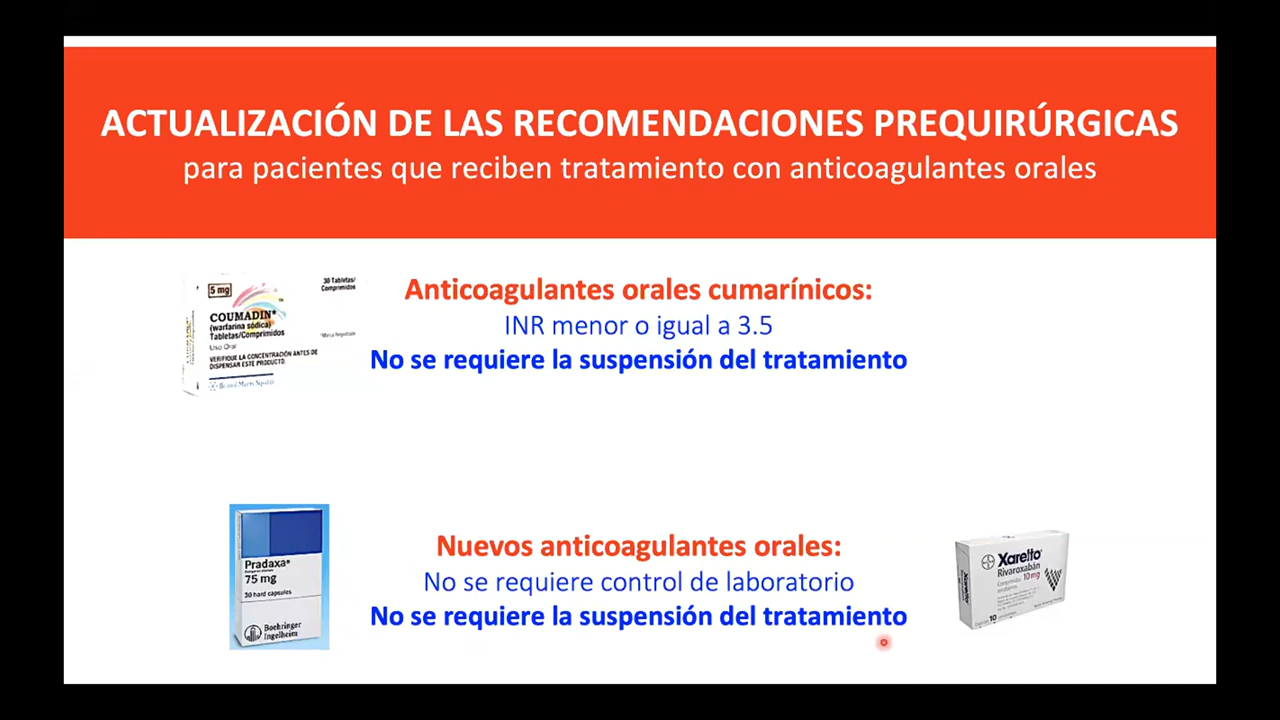 ACTUALIZACIÓN DE LAS RECOMENDACIONES PREQUIRÚRGICAS
para pacientes que reciben tratamiento con anticoagulantes orales
5 mg
30 Tabletas/
Comprimidos
COUMADIN*
(warfarina sódica)
Tabletas/Comprimidos
Uso Oral
VERIFIQUE LA CONCENTRACIÓN ANTES DE
DISPENSAR ESTE PRODUCTO.
Anticoagulantes orales cumarínicos:
INR menor o igual a 3.5
No se requiere la suspensión del tratamiento
Pradaxa*
75 mg
30 hard capsules
Boehringer
Ingelheim
Nuevos anticoagulantes orales:
No se requiere control de laboratorio
No se requiere la suspensión del tratamiento
Xarelto
Rivaroxabán
10 mg
Xarelto
10